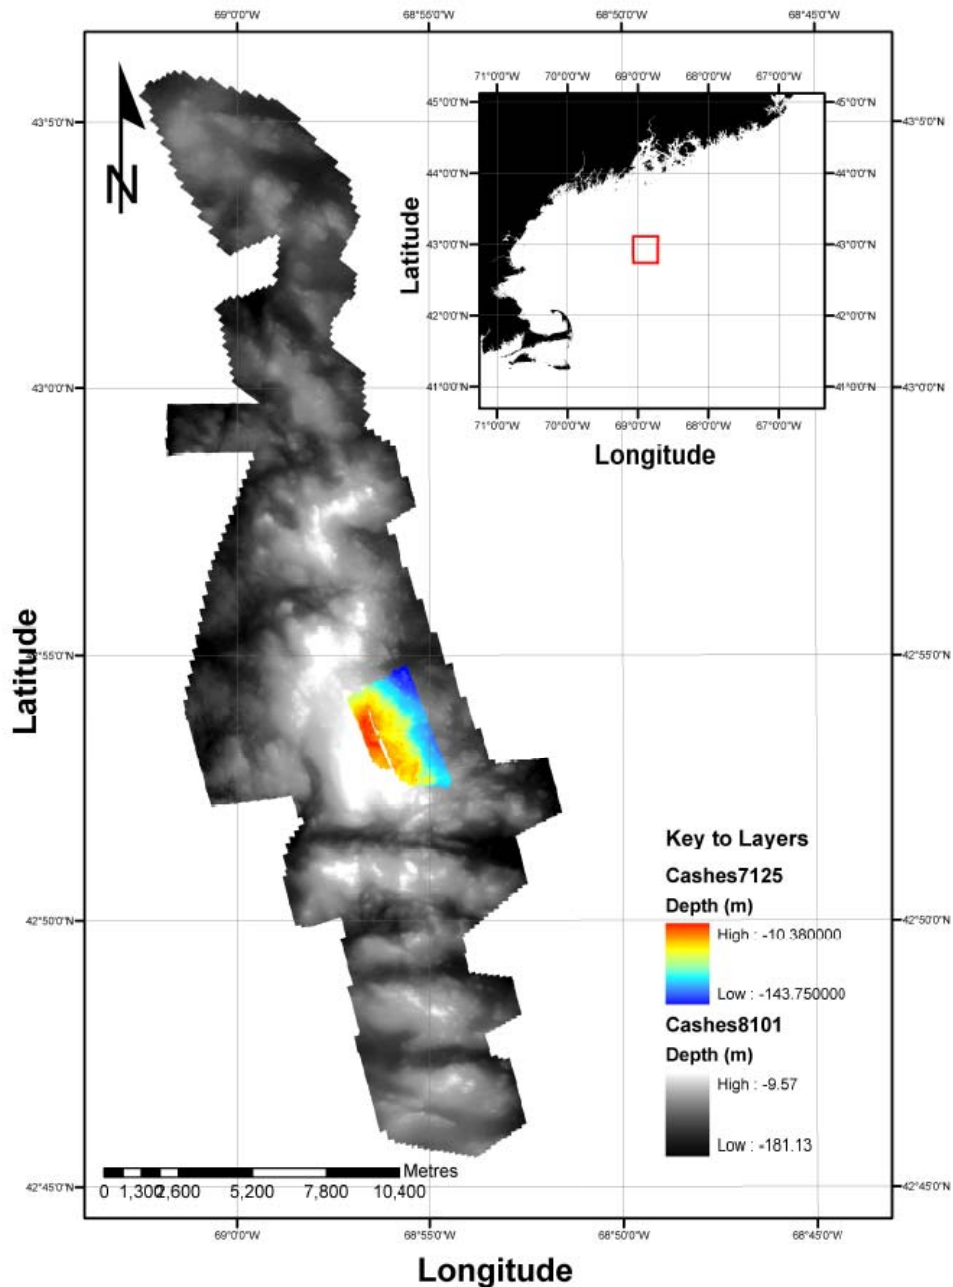 69°0'0"W 68°55'0"W 68°50'0"W 68°45'0"W
71°0'0"W 70°0'0"W 69°0'0"W 68°0'0"W 67°0'0"W
45°0'0"N 45°0'0"N
43°5'0"N 43°5'0"N
44°0'0"N 44°0'0"N
N
Latitude
43°0'0"N 43°0'0"N
42°0'0"N 42°0'0"N
41°0'0"N 41°0'0"N
43°0'0"N 43°0'0"N
71°0'0"W 70°0'0"W 69°0'0"W 68°0'0"W 67°0'0"W
Longitude
Latitude
55'0"N 42°55'0"N
Key to Layers
Cashes7125
Depth (m)
High : -10.380000
Low : -143.750000
42°50'0"N 42°50'0"N
Cashes8101
Depth (m)
High : -9.57
Low : -181.13
Metres
0 1,300 2,600 5,200 7,800 10,400
42°45'0"N 42°45'0"N
69°0'0"W 68°55'0"W 68°50'0"W 68°45'0"W
Longitude